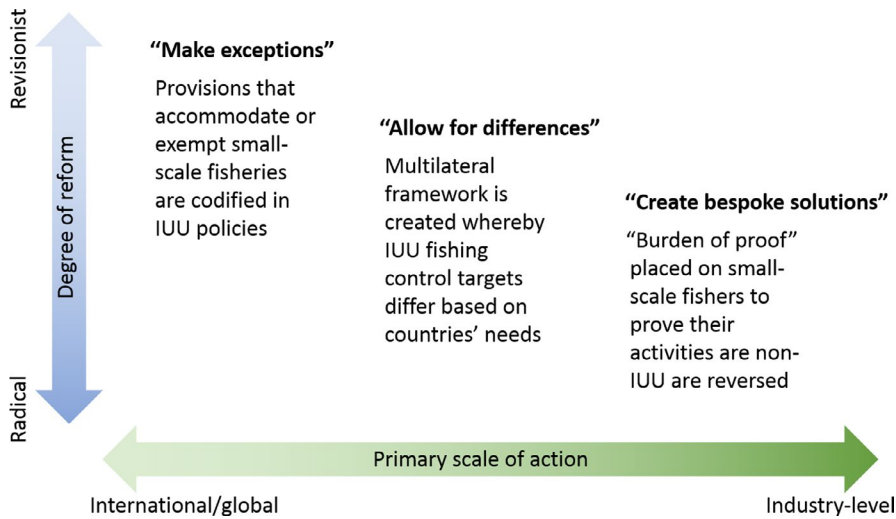 Revisionist
Degree of reform
Radical
“Make exceptions”
Provisions that
accommodate or
exempt small-
scale fisheries
are codified in
IUU policies
“Allow for differences”
Multilateral
framework is
created whereby
IUU fishing
control targets
differ based on
countries’ needs
“Create bespoke solutions”
“Burden of proof”
placed on small-
scale fishers to
prove their
activities are non-
IUU are reversed
Primary scale of action
International/global
Industry-level